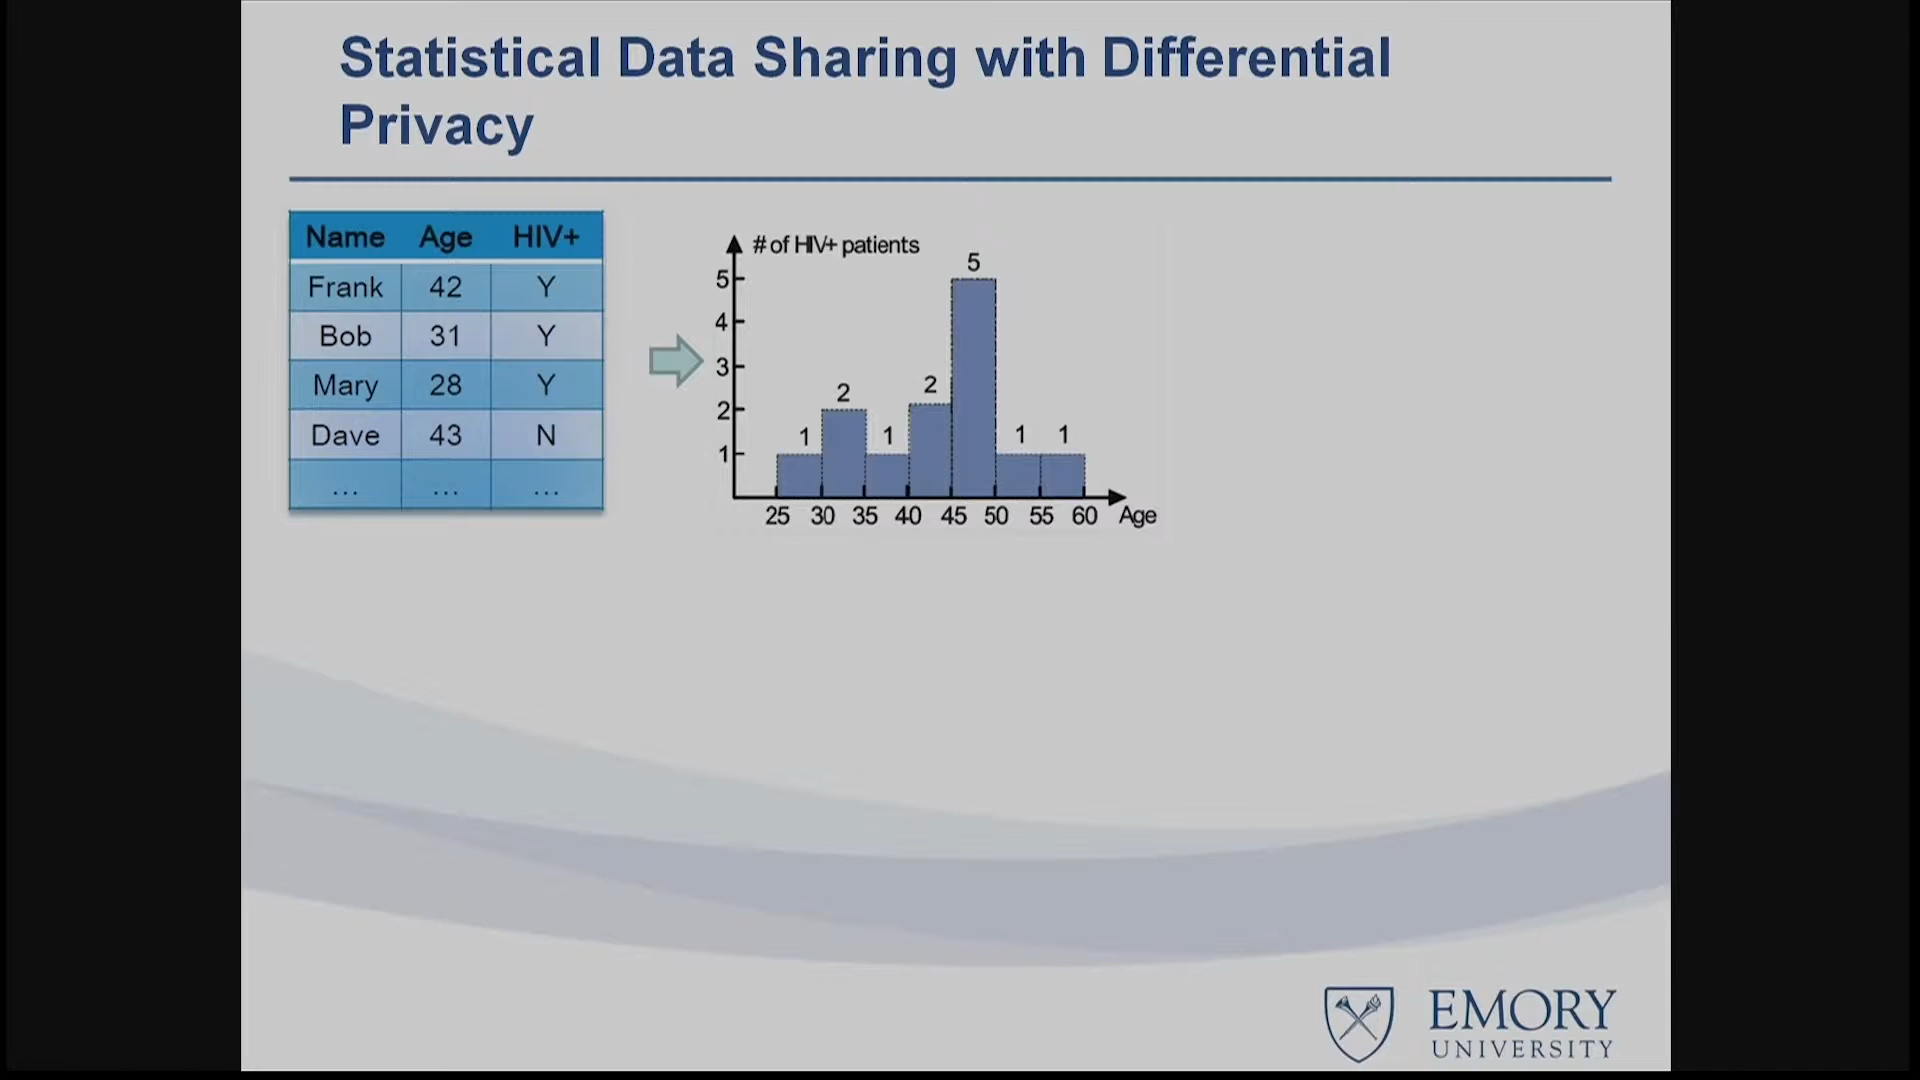 Statistical Data Sharing with Differential
Privacy
Name Age HIV+
Frank 42 Y
Bob 31 Y
Mary 28 Y
Dave 43 N
... ... ...
# of HIV+ patients
5
4
3
2
1
1 2 1 2 5 1 1
25 30 35 40 45 50 55 60 Age
EMORY
UNIVERSITY